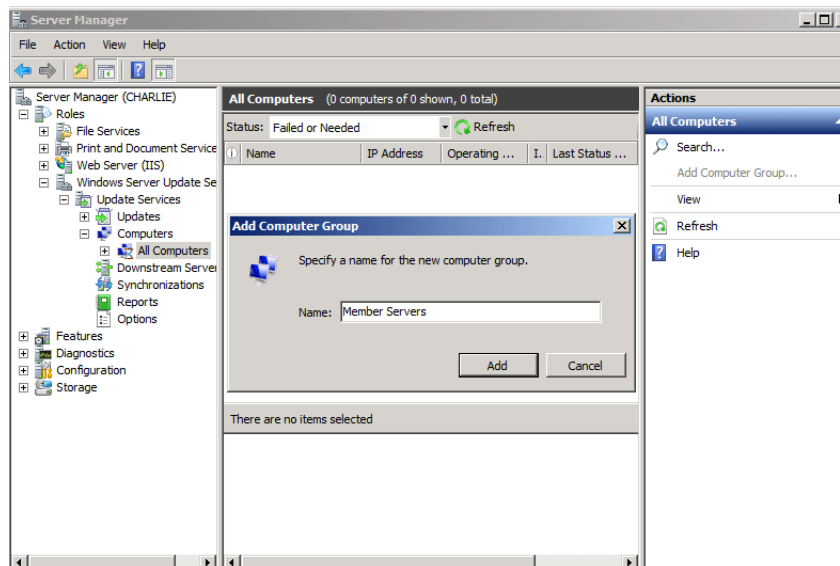 Server Manager
File Action View Help
Server Manager (CHARLIE)
Roles
File Services
Print and Document Service
Web Server (IIS)
Windows Server Update Se
Update Services
Updates
Computers
All Computers
Downstream Server
Synchronizations
Reports
Options
Features
Diagnostics
Configuration
Storage
All Computers (0 computers of 0 shown, 0 total)
Status: Failed or Needed Refresh
Name IP Address Operating ... I. Last Status ...
Add Computer Group
Specify a name for the new computer group.
Name: Member Servers
Add Cancel
There are no items selected
Actions
All Computers
Search...
Add Computer Group...
View
Refresh
Help